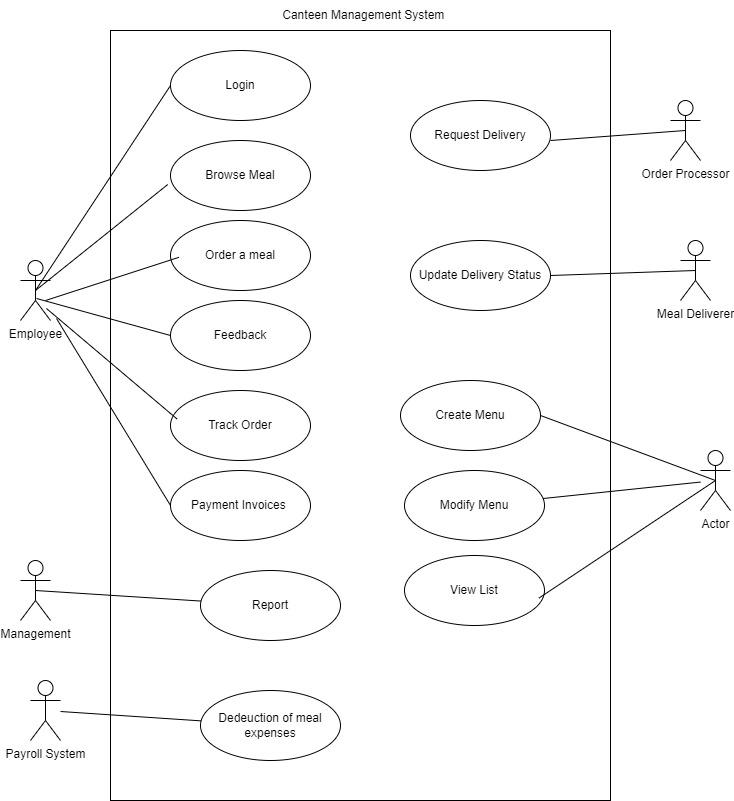 Canteen Management System
Login
Browse Meal
Order a meal
Feedback
Track Order
Payment Invoices
Employee
Report
Management
Dedeuction of meal
expenses
Payroll System
Request Delivery
Order Processor
Update Delivery Status
Meal Deliverer
Create Menu
Modify Menu
View List
Actor